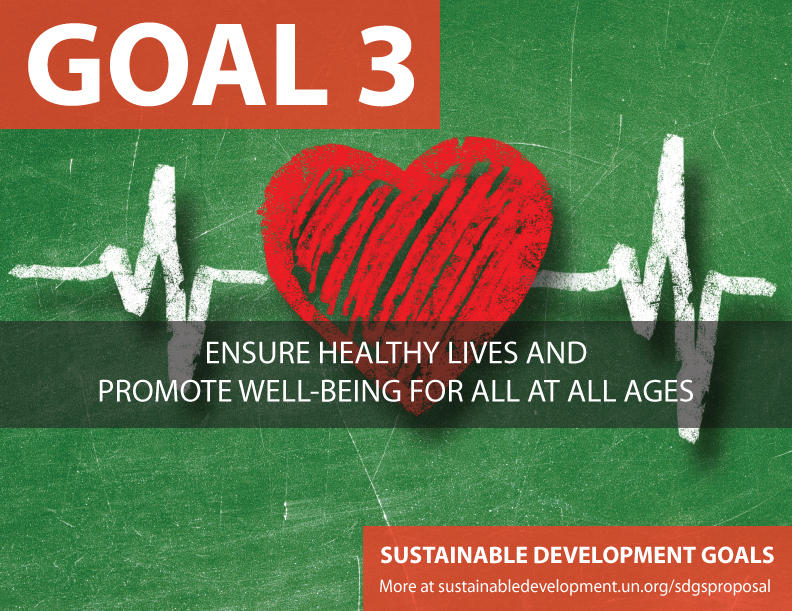 GOAL 3
ENSURE HEALTHY LIVES AND
PROMOTE WELL-BEING FOR ALL AT ALL AGES
SUSTAINABLE DEVELOPMENT GOALS
More at sustainabledevelopment.un.org/sdgsproposal